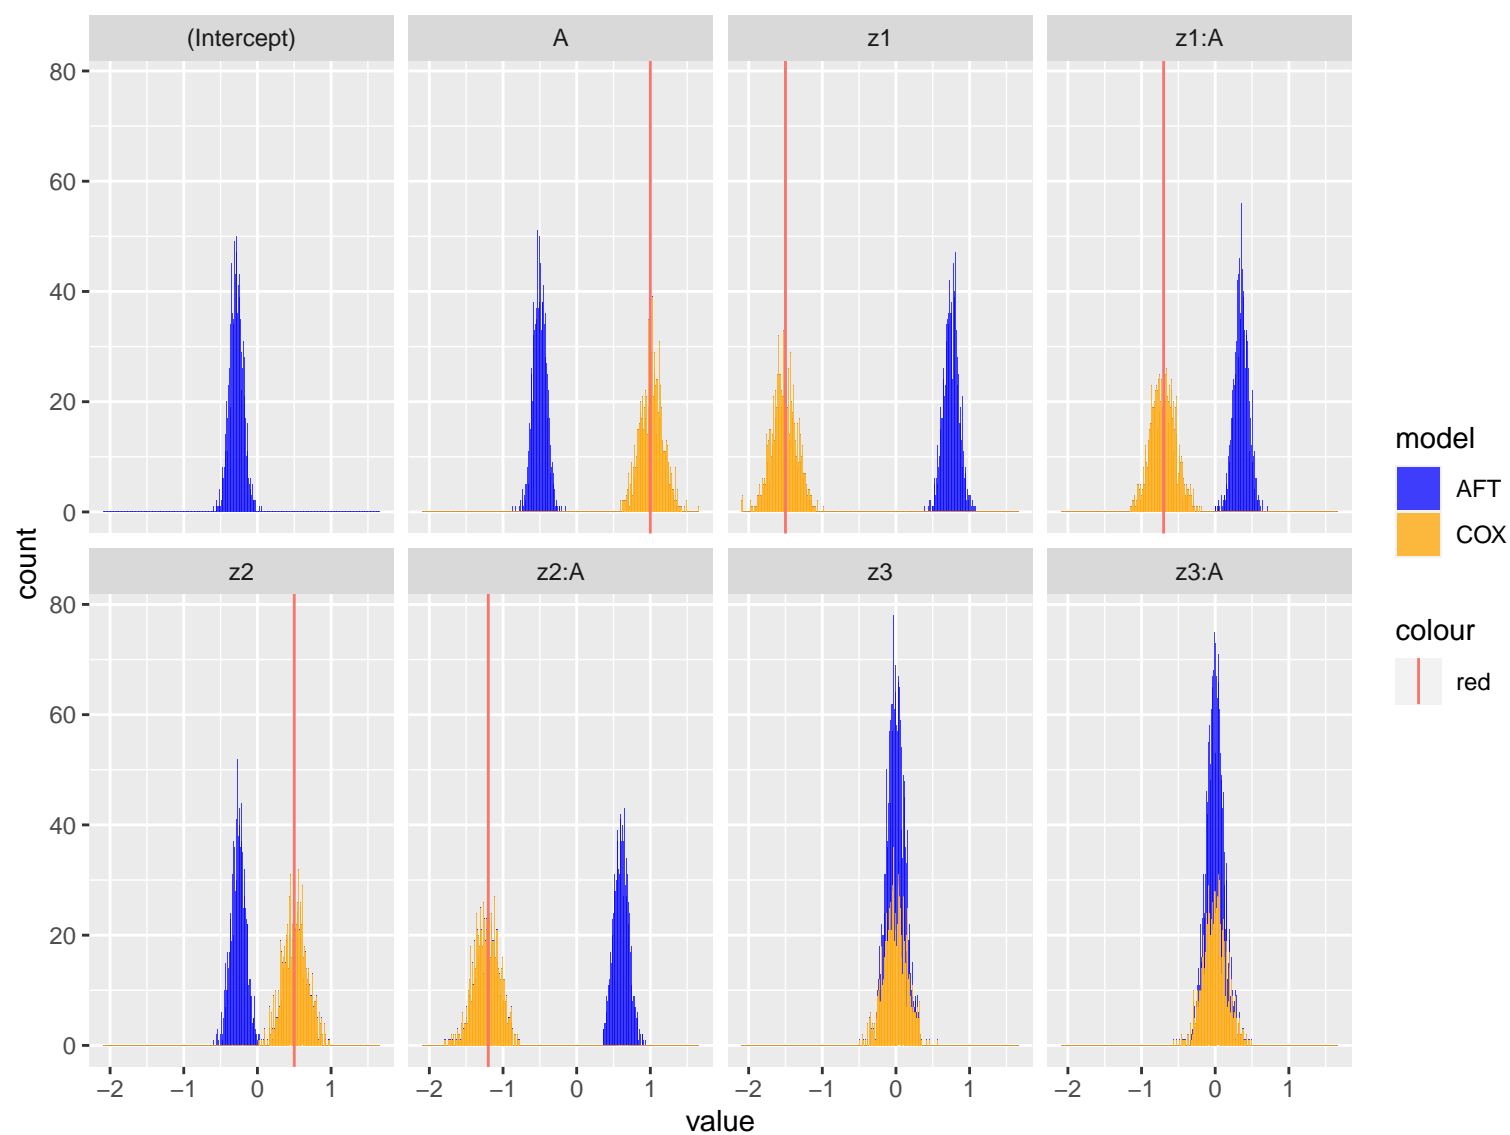 (Intercept) A z1 z1:A
80
60
40
20
0
z2 z2:A z3 z3:A
80
60
40
20
0
−2 −1 0 1 −2 −1 0 1 −2 −1 0 1 −2 −1 0 1
value
count
model
AFT
COX
colour
red